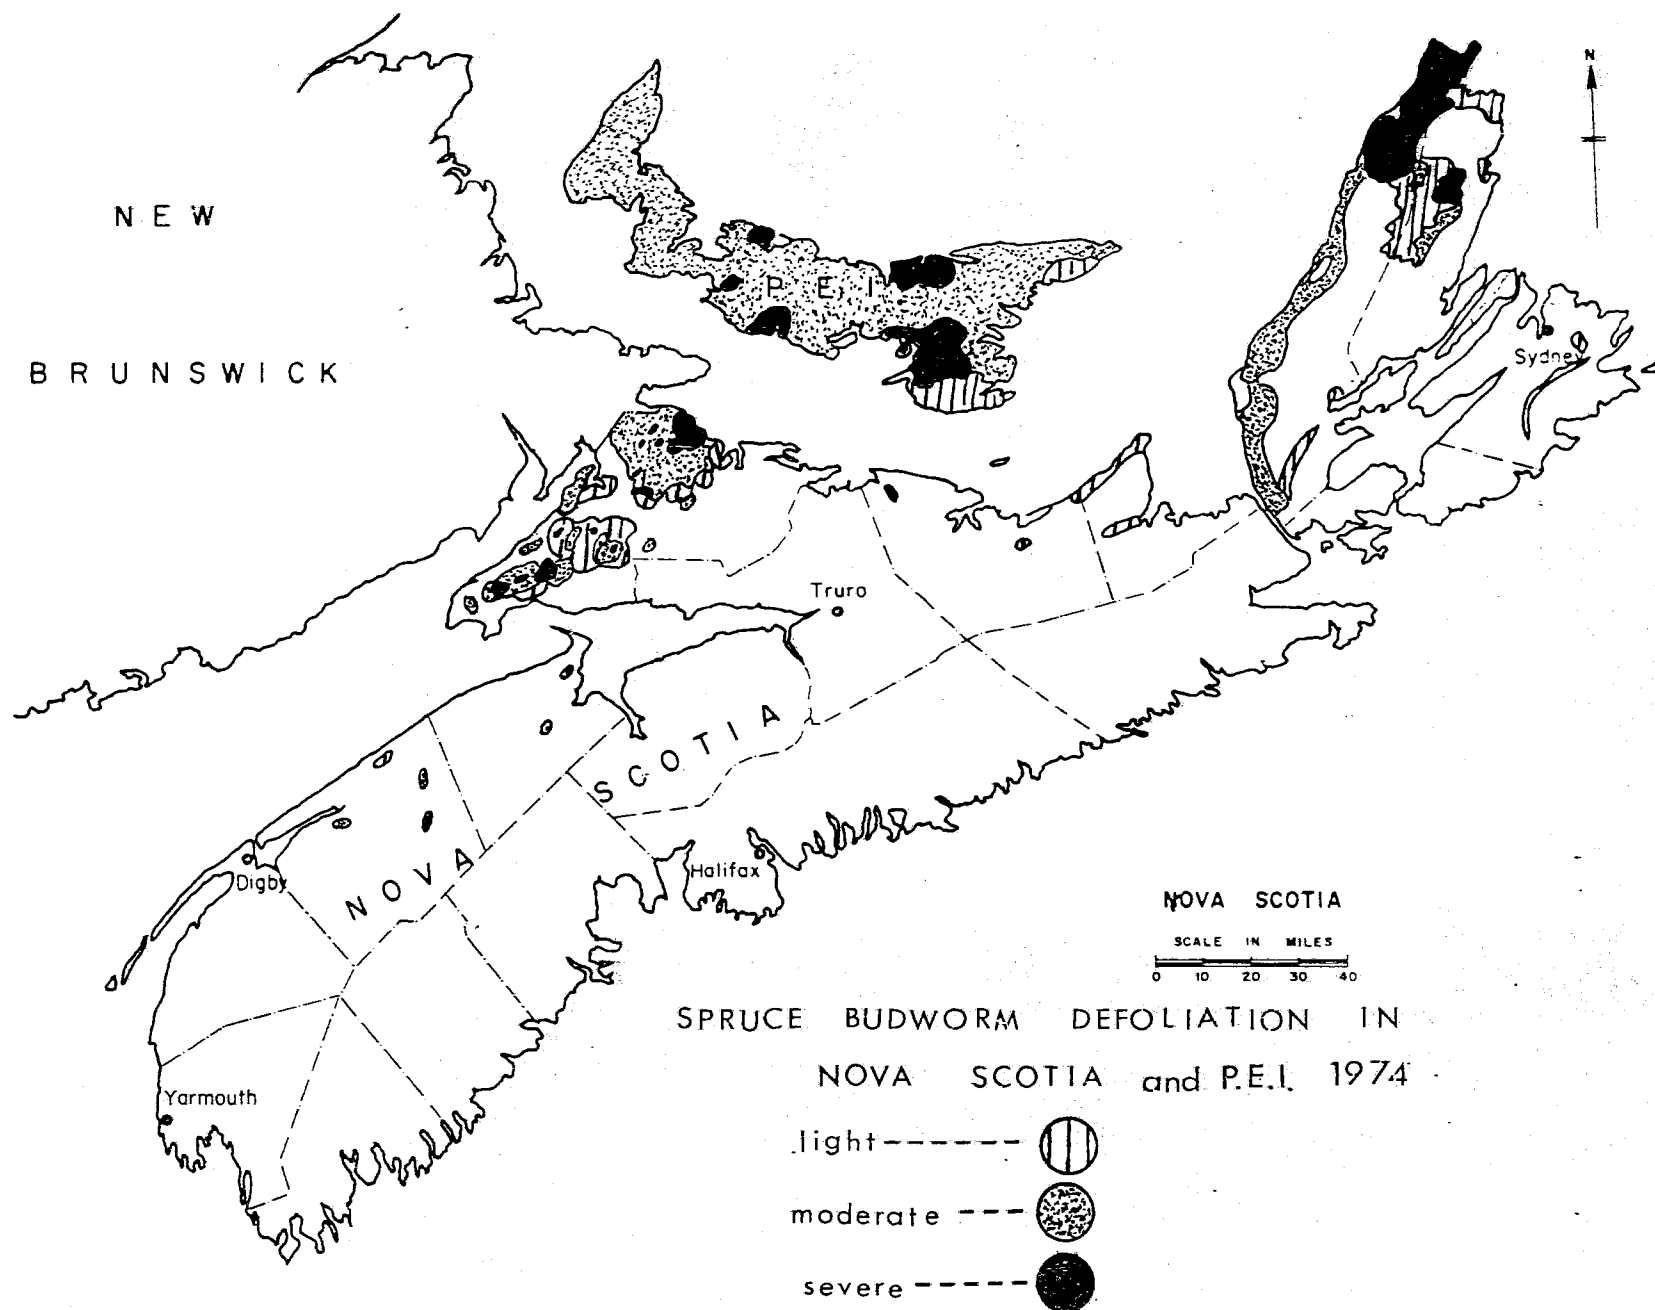 N
NEW
P E I
BRUNSWICK
Sydney
Truro
SCOTIA
NOVA
Halifax
Digby
NOVA SCOTIA
SCALE IN MILES
0 10 20 30 40
SPRUCE BUDWORM DEFOLIATION IN
NOVA SCOTIA and P.E.I. 1974
Yarmouth
light
moderate
severe